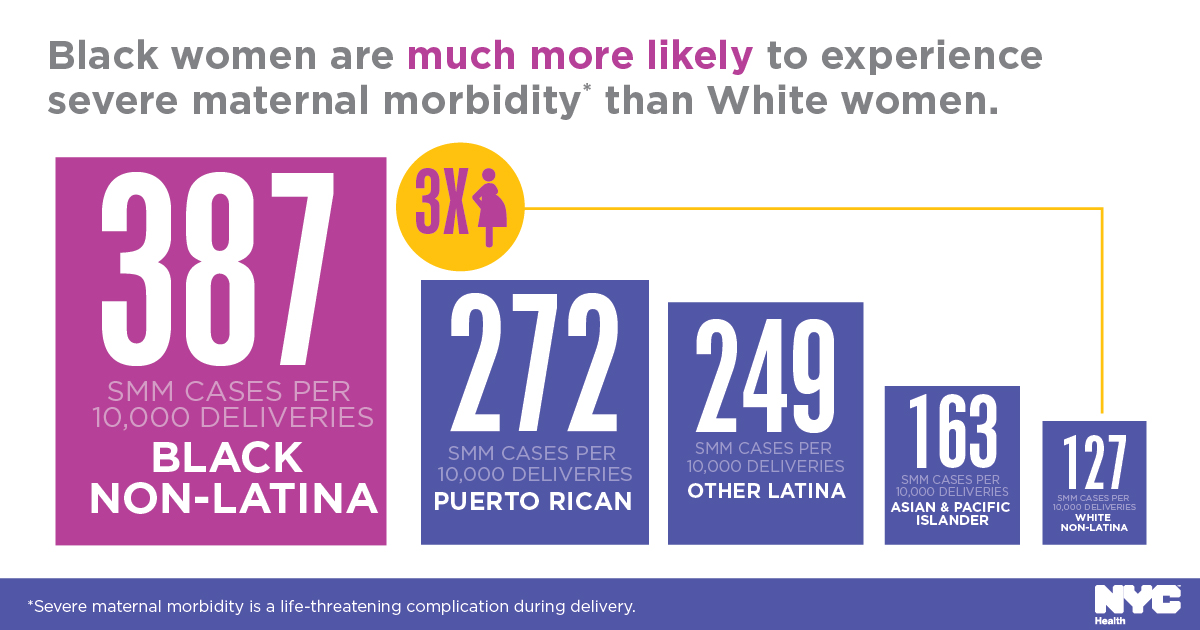 Black women are much more likely to experience
severe maternal morbidity* than White women.
387
SMM CASES PER
10,000 DELIVERIES
BLACK
NON-LATINA
3X
272
SMM CASES PER
10,000 DELIVERIES
PUERTO RICAN
249
SMM CASES PER
10,000 DELIVERIES
OTHER LATINA
163
SMM CASES PER
10,000 DELIVERIES
ASIAN & PACIFIC
ISLANDER
127
SMM CASES PER
10,000 DELIVERIES
WHITE
NON-LATINA
*Severe maternal morbidity is a life-threatening complication during delivery.
NYC
Health